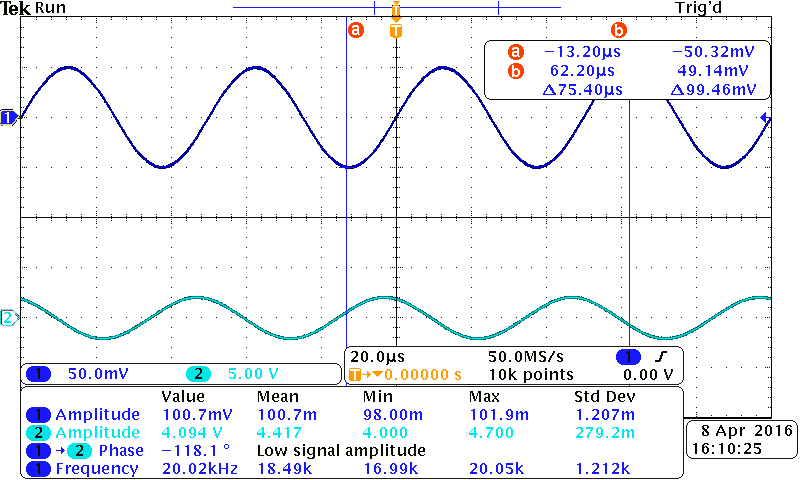 Tek Run Trig'd
T
a b
T
a −13.20µs −50.32mV
b 62.20µs 49.14mV
Δ75.40µs Δ99.46mV
1
2
1 50.0mV 2 5.00 V
20.0µs 50.0MS/s 1
T→▼0.00000 s 10k points 0.00 V
Value Mean Min Max Std Dev
1 Amplitude 100.7mV 100.7m 98.00m 101.9m 1.207m
2 Amplitude 4.094 V 4.417 4.000 4.700 279.2m
1 → 2 Phase −118.1 ° Low signal amplitude
1 Frequency 20.02kHz 18.49k 16.99k 20.05k 1.212k
8 Apr 2016
16:10:25